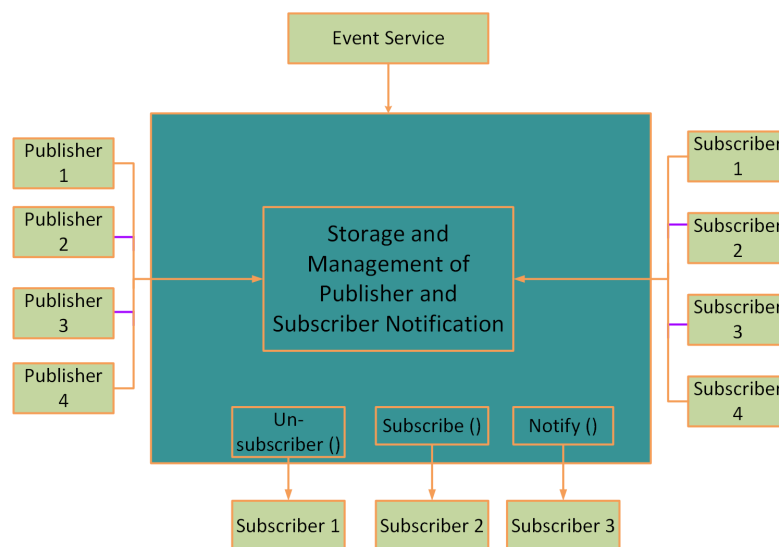 Event Service
Publisher
1
Publisher
2
Publisher
3
Publisher
4
Storage and
Management of
Publisher and
Subscriber Notification
Subscriber
1
Subscriber
2
Subscriber
3
Subscriber
4
Un-
subscriber ()
Subscribe ()
Notify ()
Subscriber 1
Subscriber 2
Subscriber 3